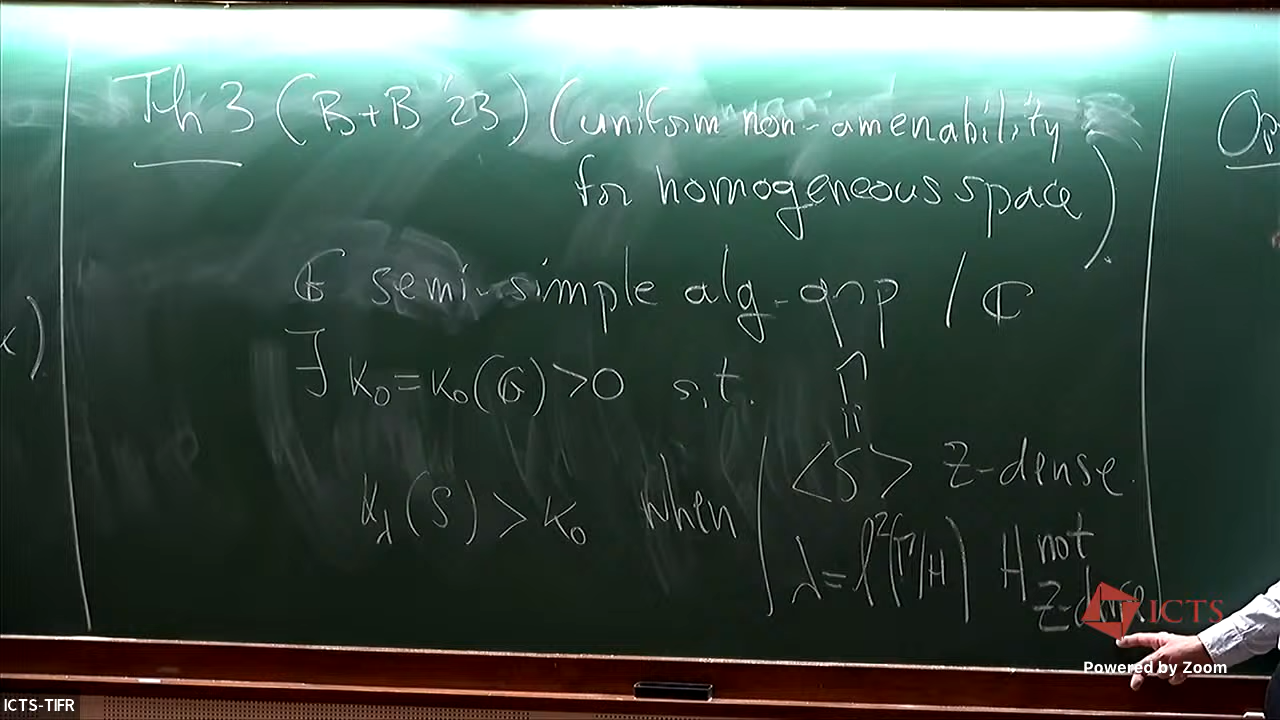 Th 3 (B+B '23) (uniform non-amenability
for homogeneous space)
G semi-simple alg-grp / ℂ
∃ κ₀ = κ₀(G) > 0 s.t. Γ
=
κ_λ(S) > κ₀ when | <S> Z-dense
λ = ℓ²(Γ/H) H not
Z-dense
x)
Op
ICTS
Powered by Zoom
ICTS-TIFR